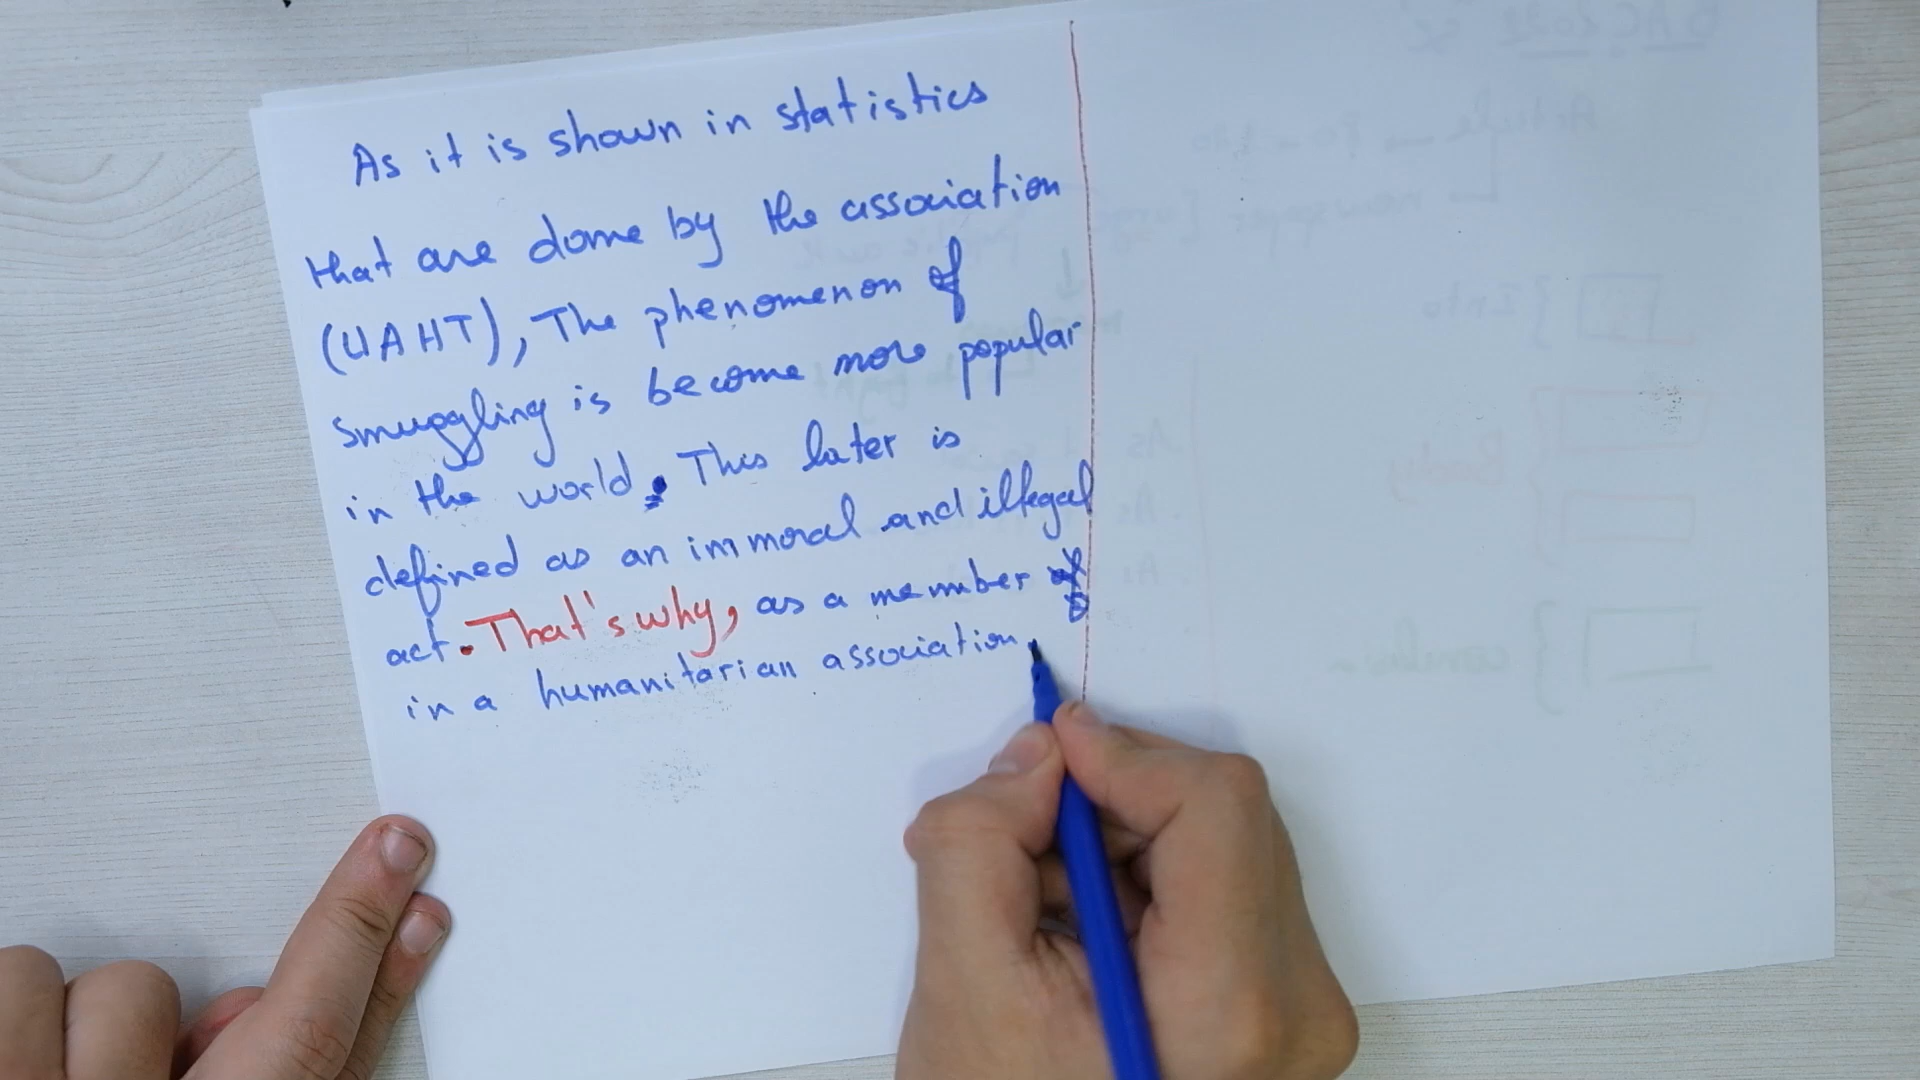 As it is shown in statistics
that are done by the association
(UAHT), The phenomenon of
smuggling is become more popular
in the world. This later is
defined as an immoral and illegal
act. That's why, as a member
in a humanitarian association,